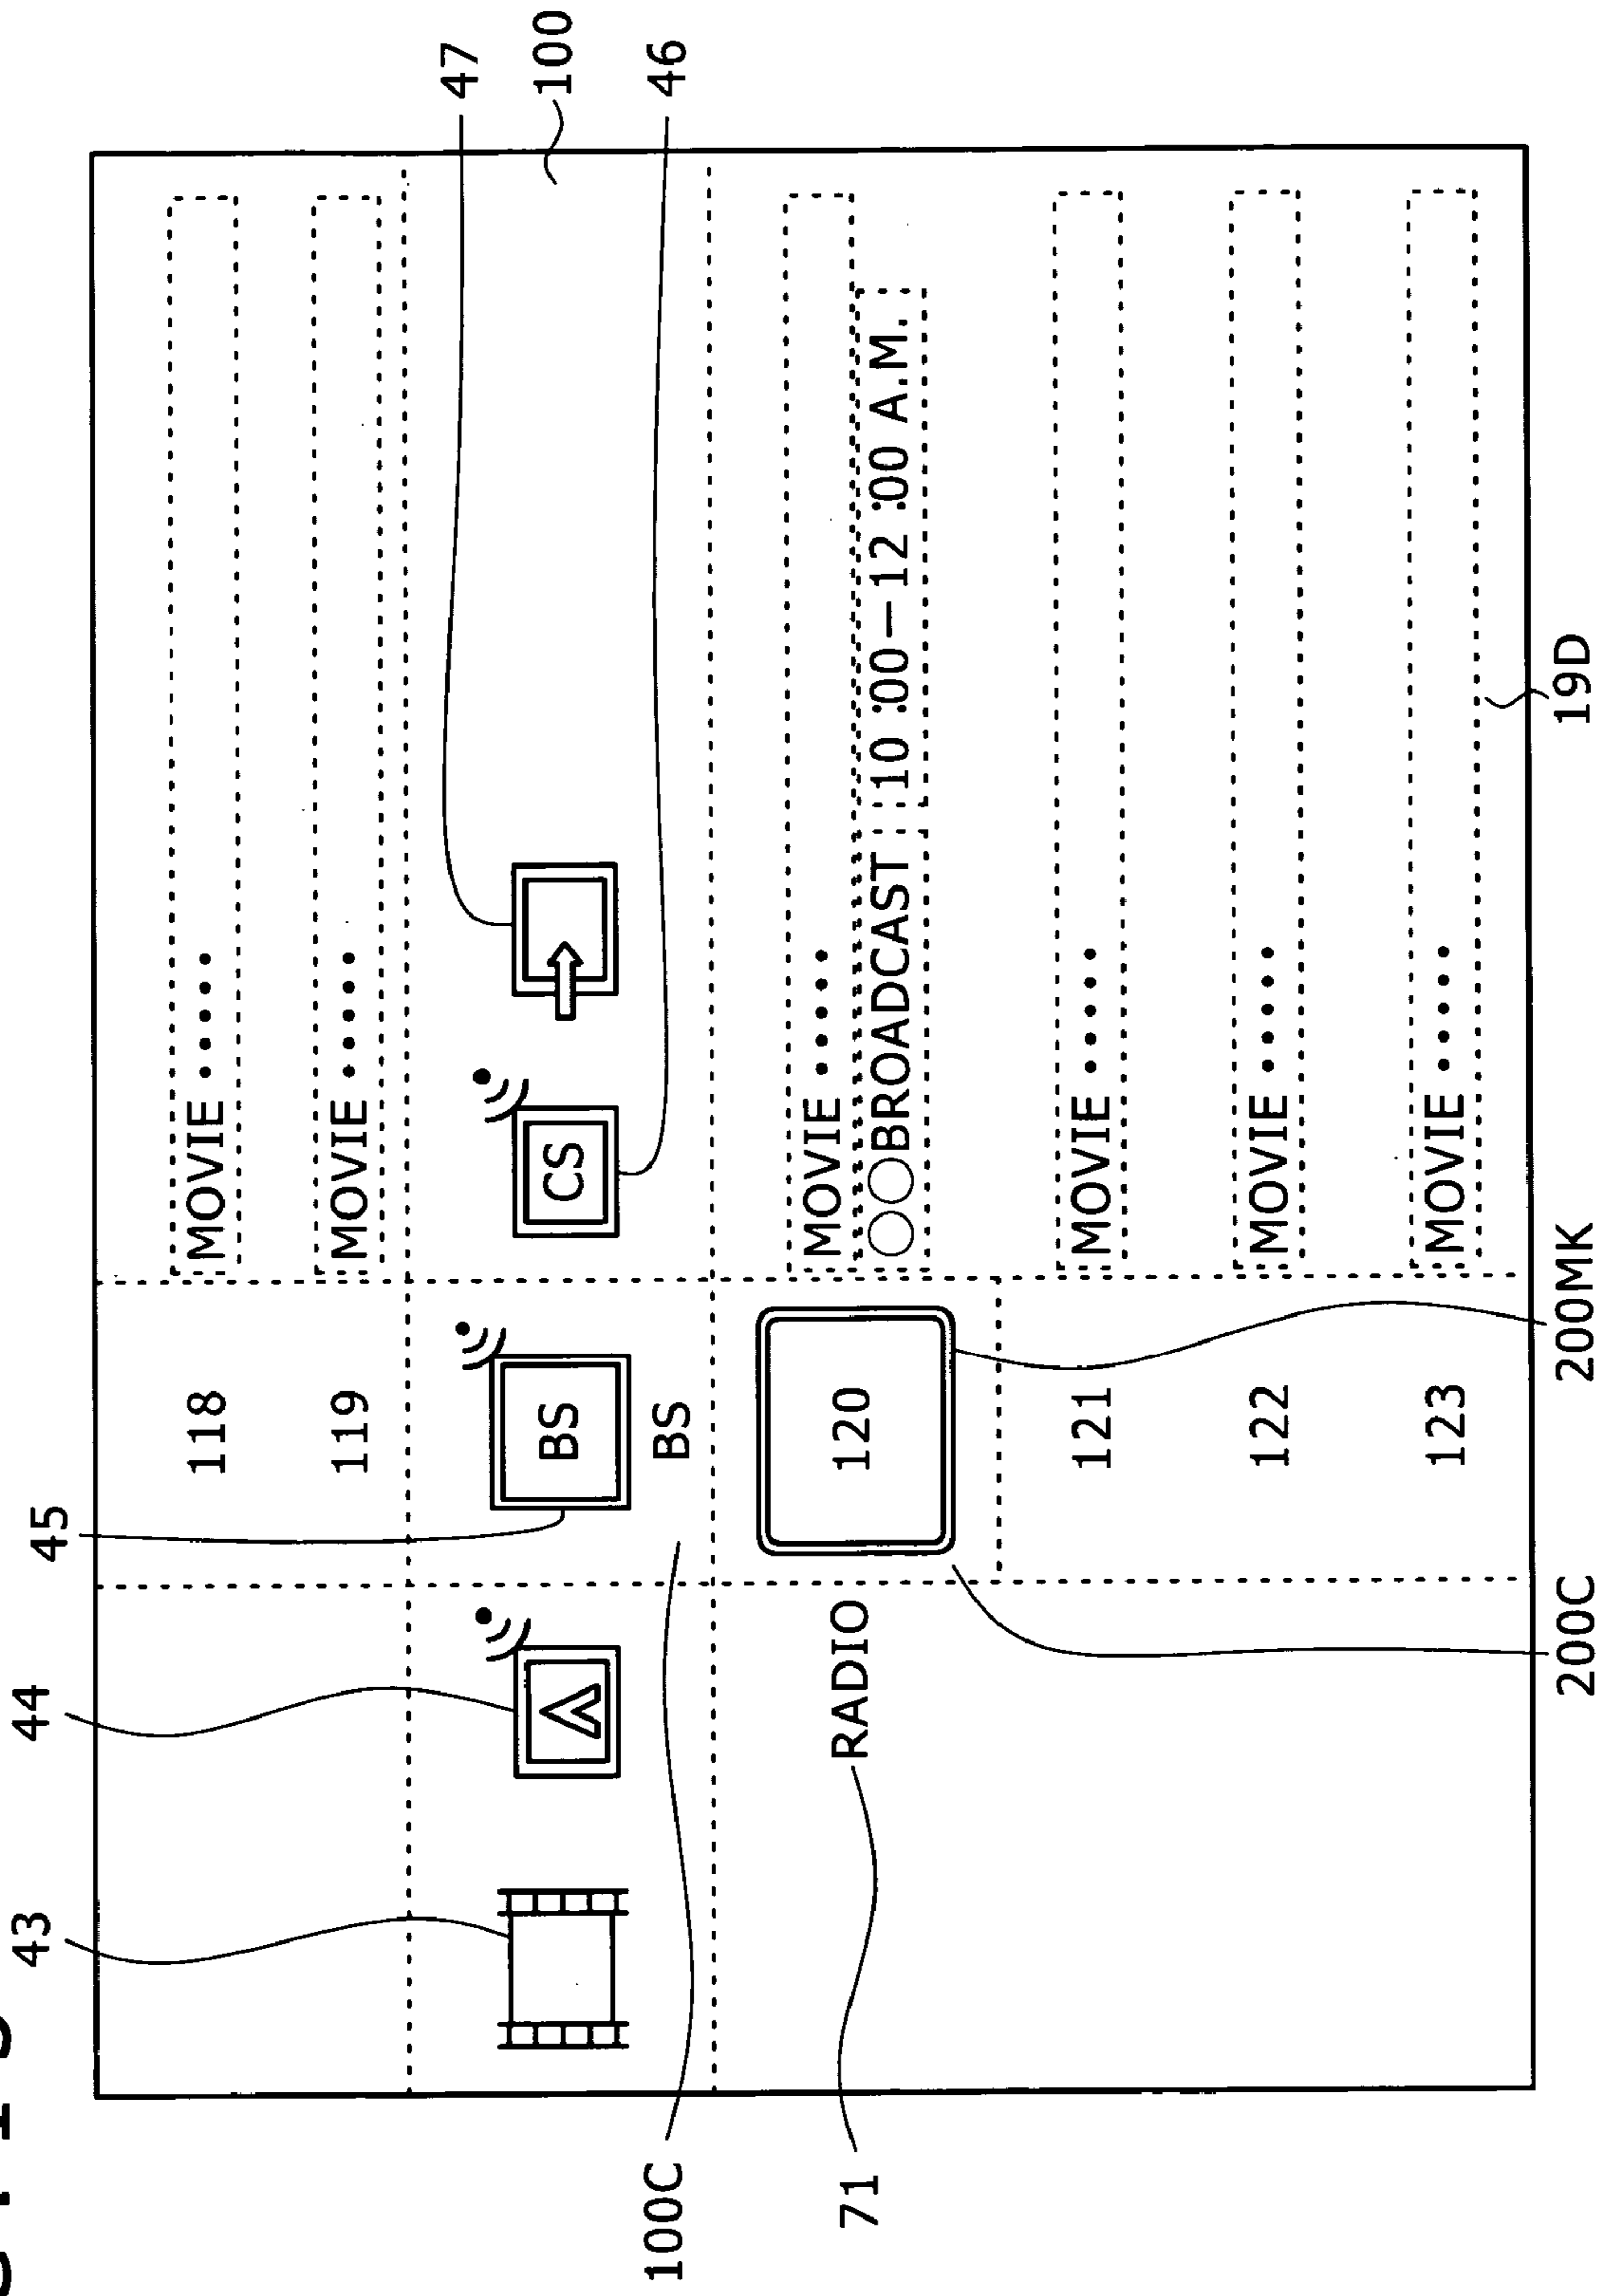 43
44
45
47
100
46
118
MOVIE •••••
119
MOVIE •••••
BS
CS
BS
100C
MOVIE •••••
120
RADIO
○○BROADCAST
10:00—12:00 A.M.
71
121
MOVIE •••••
122
MOVIE •••••
123
MOVIE •••••
200C
200MK
19D